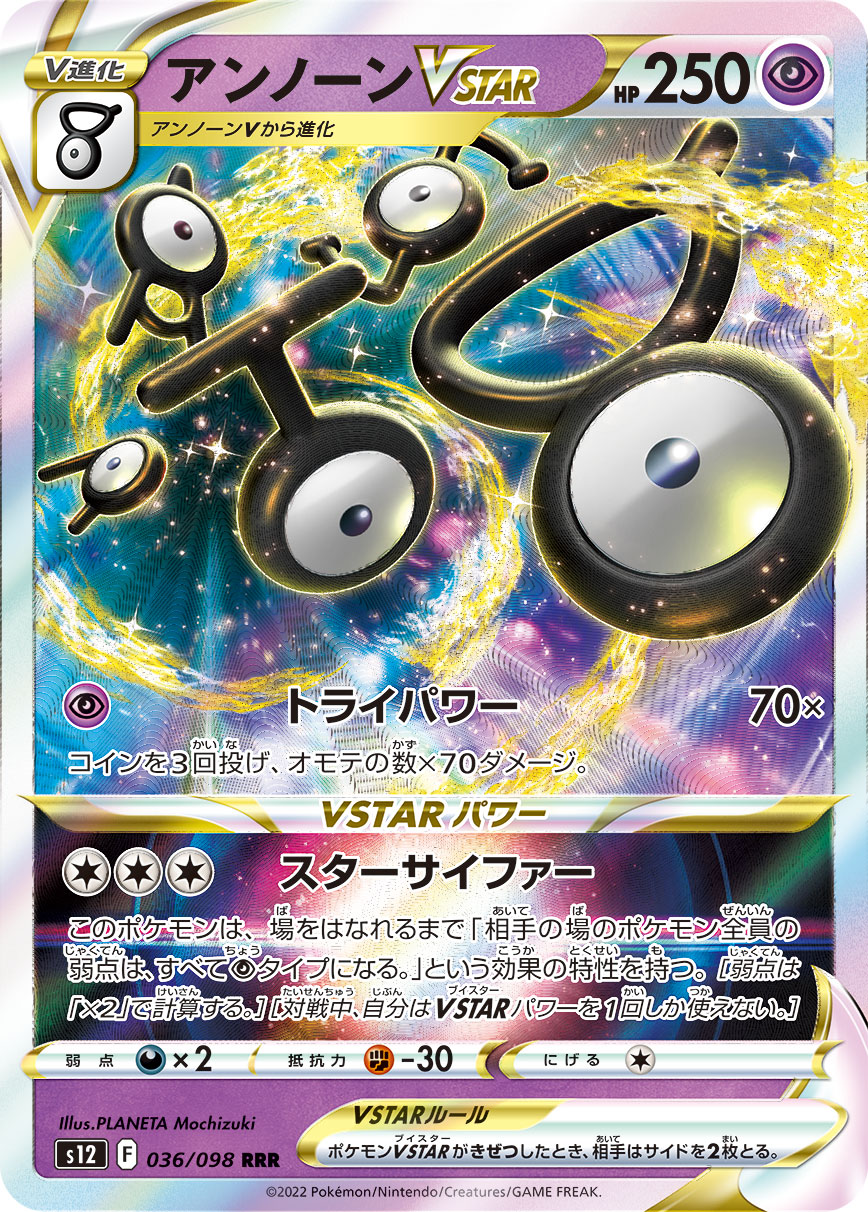 V進化
アンノーンVSTAR
HP 250
アンノーンVから進化
トライパワー 70×
コインを3回投げ、オモテの数×70ダメージ。
VSTARパワー
スターサイファー
このポケモンは、場をはなれるまで「相手の場のポケモン全員の
弱点は、すべてタイプになる。」という効果の特性を持つ。[弱点は
「×2」で計算する。][対戦中、自分はVSTARパワーを1回しか使えない。]
弱点 ×2 抵抗力 -30 にげる
Illus.PLANETA Mochizuki
VSTARルール
ポケモンVSTARがきぜつしたとき、相手はサイドを2枚とる。
s12 F 036/098 RRR
©2022 Pokémon/Nintendo/Creatures/GAME FREAK.